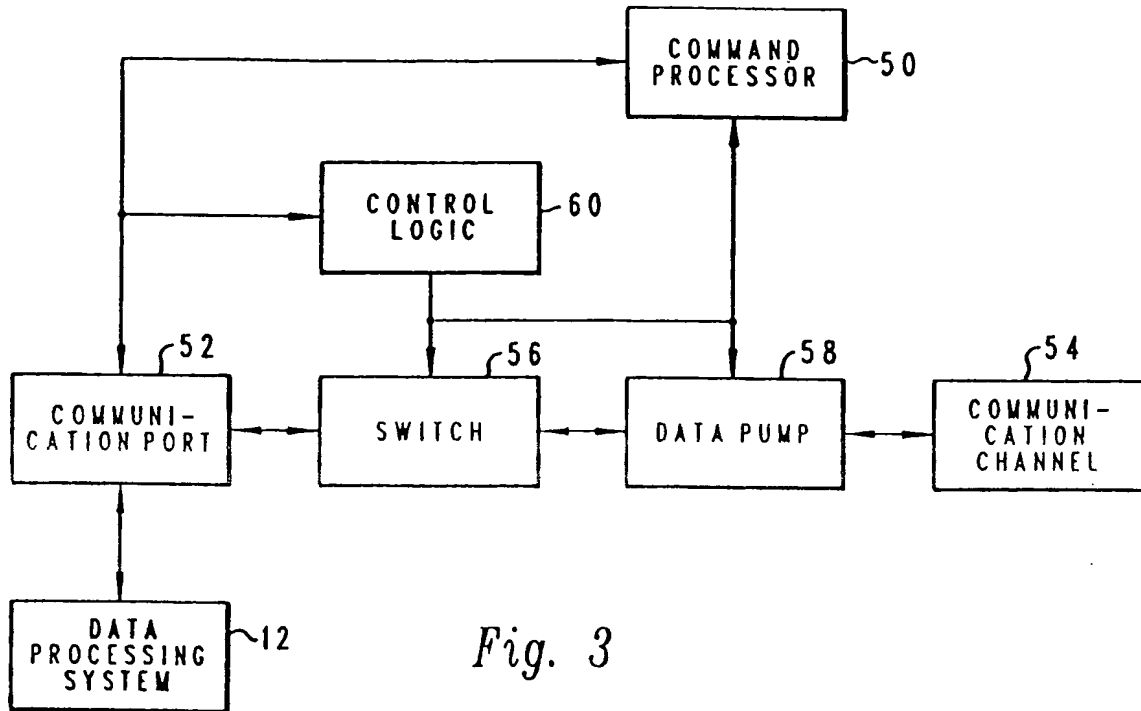 COMMAND
PROCESSOR
50
CONTROL
LOGIC
60
52
56
58
54
COMMUNI-
CATION PORT
SWITCH
DATA PUMP
COMMUNI-
CATION
CHANNEL
DATA
PROCESSING
SYSTEM
12
Fig. 3